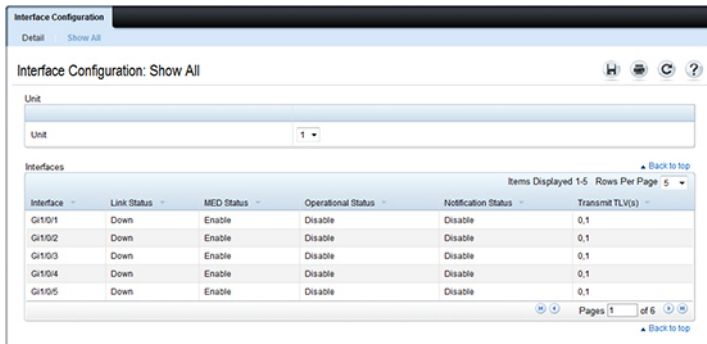 Interface Configuration
Detail Show All
Interface Configuration: Show All
Unit
Unit 1
Interfaces Back to top
Items Displayed 1-5 Rows Per Page 5
Interface Link Status MED Status Operational Status Notification Status Transmit TLV(s)
Gi1/0/1 Down Enable Disable Disable 0,1
Gi1/0/2 Down Enable Disable Disable 0,1
Gi1/0/3 Down Enable Disable Disable 0,1
Gi1/0/4 Down Enable Disable Disable 0,1
Gi1/0/5 Down Enable Disable Disable 0,1
Pages 1 of 6
Back to top